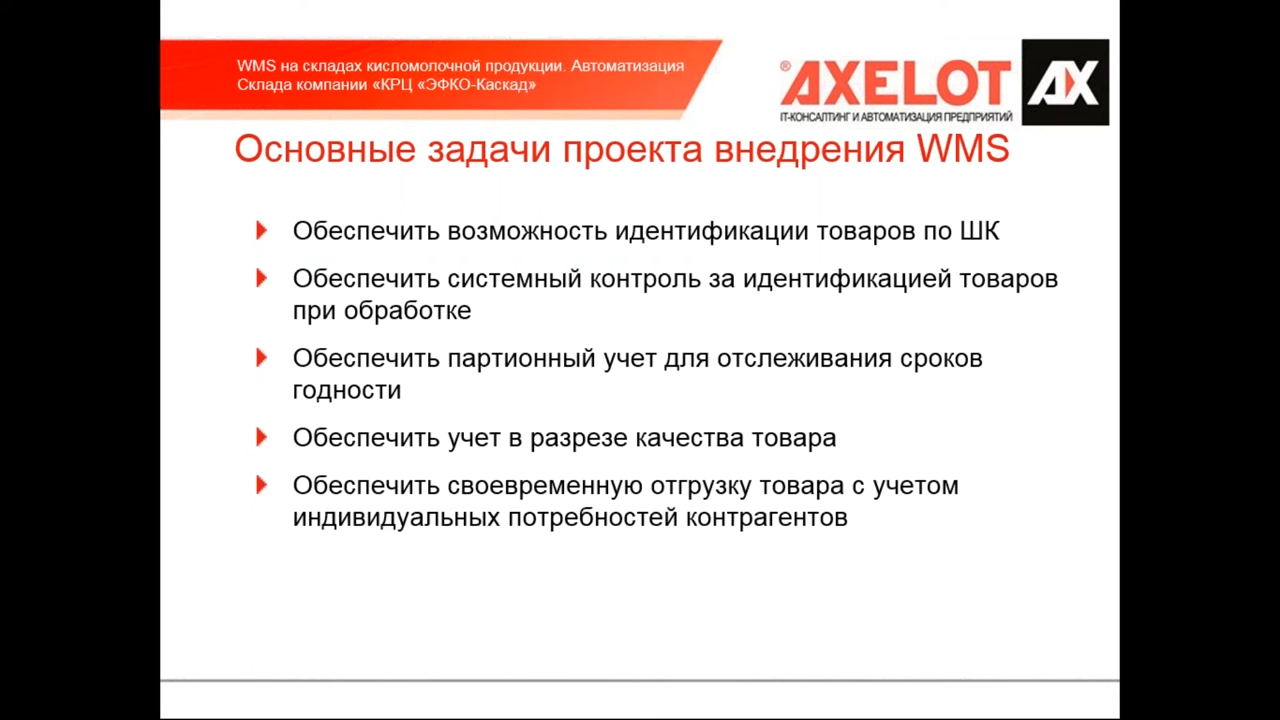 WMS на складах кисломолочной продукции. Автоматизация
Склада компании «КРЦ «ЭФКО-Каскад»
®AXELOT
AX
IT-КОНСАЛТИНГ И АВТОМАТИЗАЦИЯ ПРЕДПРИЯТИЙ
Основные задачи проекта внедрения WMS
Обеспечить возможность идентификации товаров по ШК
Обеспечить системный контроль за идентификацией товаров
при обработке
Обеспечить партионный учет для отслеживания сроков
годности
Обеспечить учет в разрезе качества товара
Обеспечить своевременную отгрузку товара с учетом
индивидуальных потребностей контрагентов